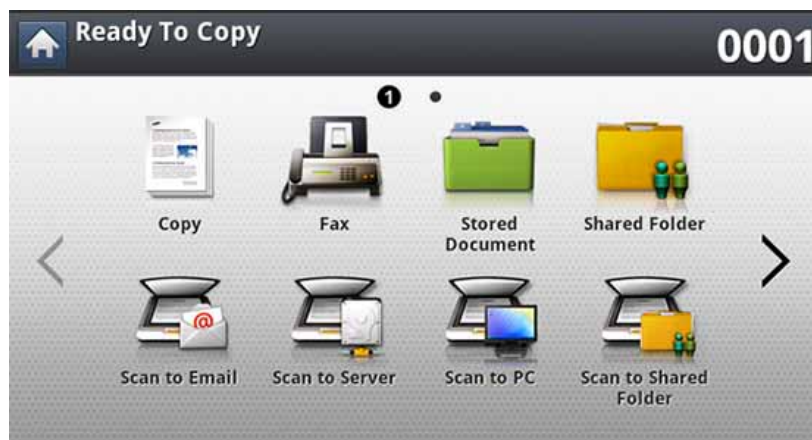 Ready To Copy
0001
1
Copy
Fax
Stored
Document
Shared Folder
Scan to Email
Scan to Server
Scan to PC
Scan to Shared
Folder